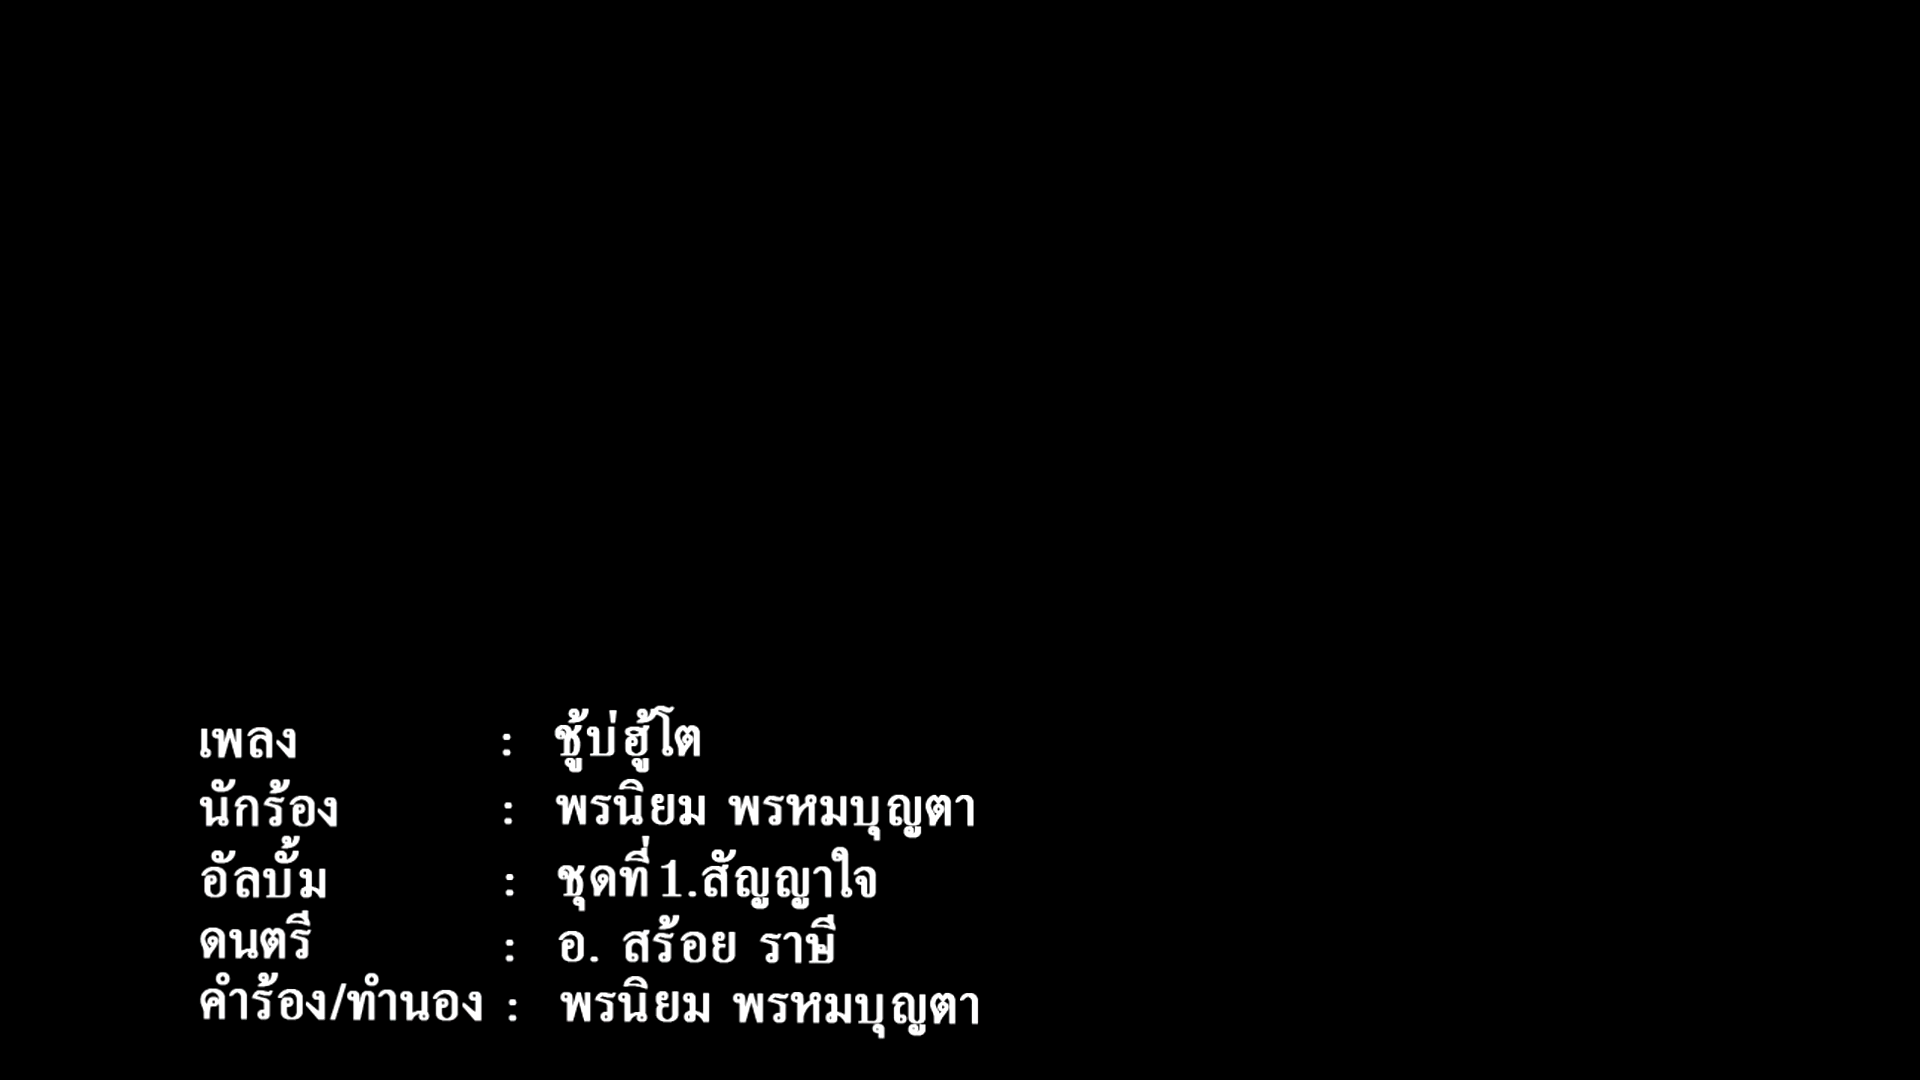 เพลง : ชู้บ่ฮู้โต
นักร้อง : พรนิยม พรหมบุญตา
อัลบั้ม : ชุดที่ 1.สัญญาใจ
ดนตรี : อ. สร้อย ราษี
คำร้อง/ทำนอง : พรนิยม พรหมบุญตา